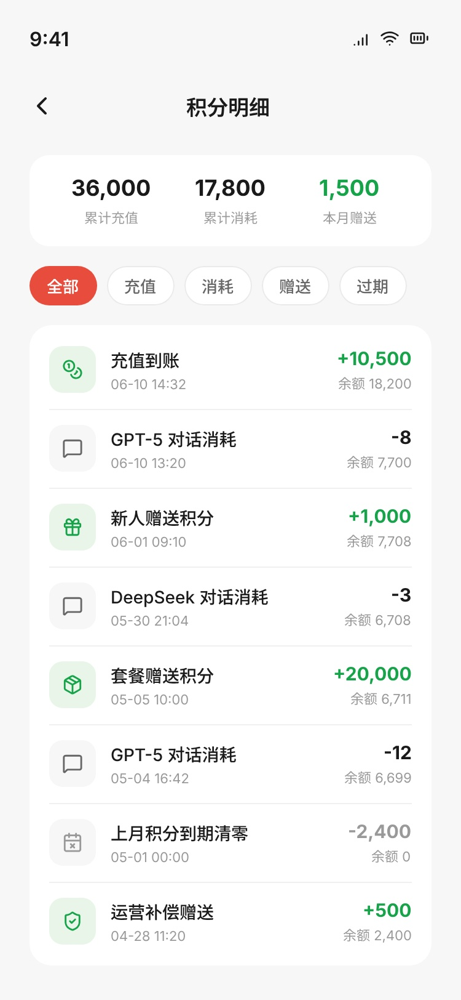 9:41
积分明细
36,000 17,800 1,500
累计充值 累计消耗 本月赠送
全部 充值 消耗 赠送 过期
充值到账 +10,500
06-10 14:32 余额 18,200
GPT-5 对话消耗 -8
06-10 13:20 余额 7,700
新人赠送积分 +1,000
06-01 09:10 余额 7,708
DeepSeek 对话消耗 -3
05-30 21:04 余额 6,708
套餐赠送积分 +20,000
05-05 10:00 余额 6,711
GPT-5 对话消耗 -12
05-04 16:42 余额 6,699
上月积分到期清零 -2,400
05-01 00:00 余额 0
运营补偿赠送 +500
04-28 11:20 余额 2,400